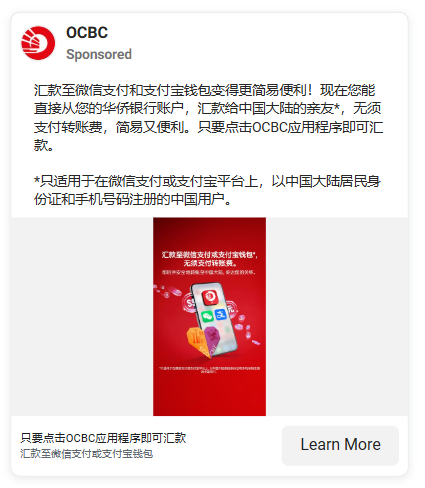 OCBC
Sponsored
汇款至微信支付和支付宝钱包变得更简易便利！现在您能
直接从您的华侨银行账户，汇款给中国大陆的亲友*，无须
支付转账费，简易又便利。只要点击OCBC应用程序即可汇
款。
*只适用于在微信支付或支付宝平台上，以中国大陆居民身
份证和手机号码注册的中国用户。
汇款至微信支付或支付宝钱包*，
无须支付转账费。
只要点击OCBC应用程序即可汇款
汇款至微信支付或支付宝钱包
Learn More